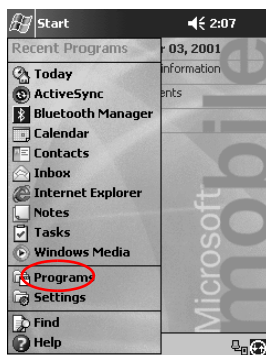 Start 2:07
Recent Programs r 03, 2001
Today information
ActiveSync ents
Bluetooth Manager
Calendar
Contacts
Inbox
Internet Explorer
Notes
Tasks
Windows Media
Programs
Settings
Find
Help
Microsoft
mobile